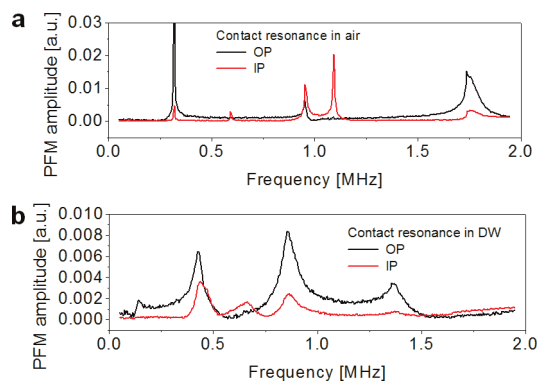 a
0.03
0.02
0.01
0.00
PFM amplitude [a.u.]
Contact resonance in air
OP
IP
0.0 0.5 1.0 1.5 2.0
Frequency [MHz]
b
0.010
0.008
0.006
0.004
0.002
0.000
PFM amplitude [a.u.]
Contact resonance in DW
OP
IP
0.0 0.5 1.0 1.5 2.0
Frequency [MHz]